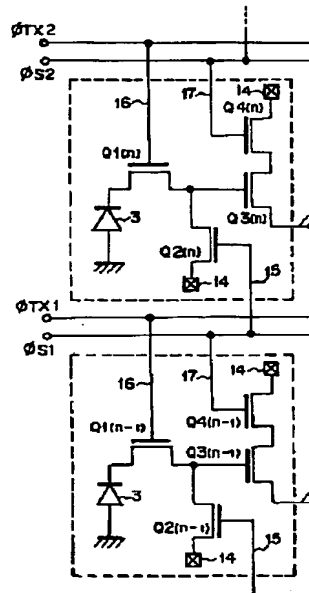 ØTX2
ØS2
16
17
14
Q4(n)
Q1(n)
Q3(n)
3
Q2(n)
14
15
ØTX1
ØS1
16
17
14
Q4(n-1)
Q1(n-1)
Q3(n-1)
3
Q2(n-1)
15
14